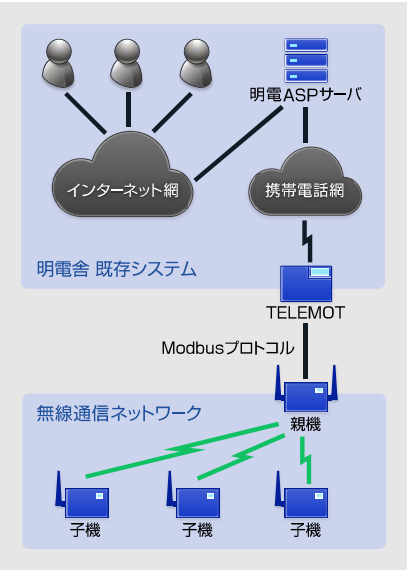 明電ASPサーバ
インターネット網
携帯電話網
明電舎 既存システム
TELEMOT
Modbusプロトコル
無線通信ネットワーク
親機
子機
子機
子機